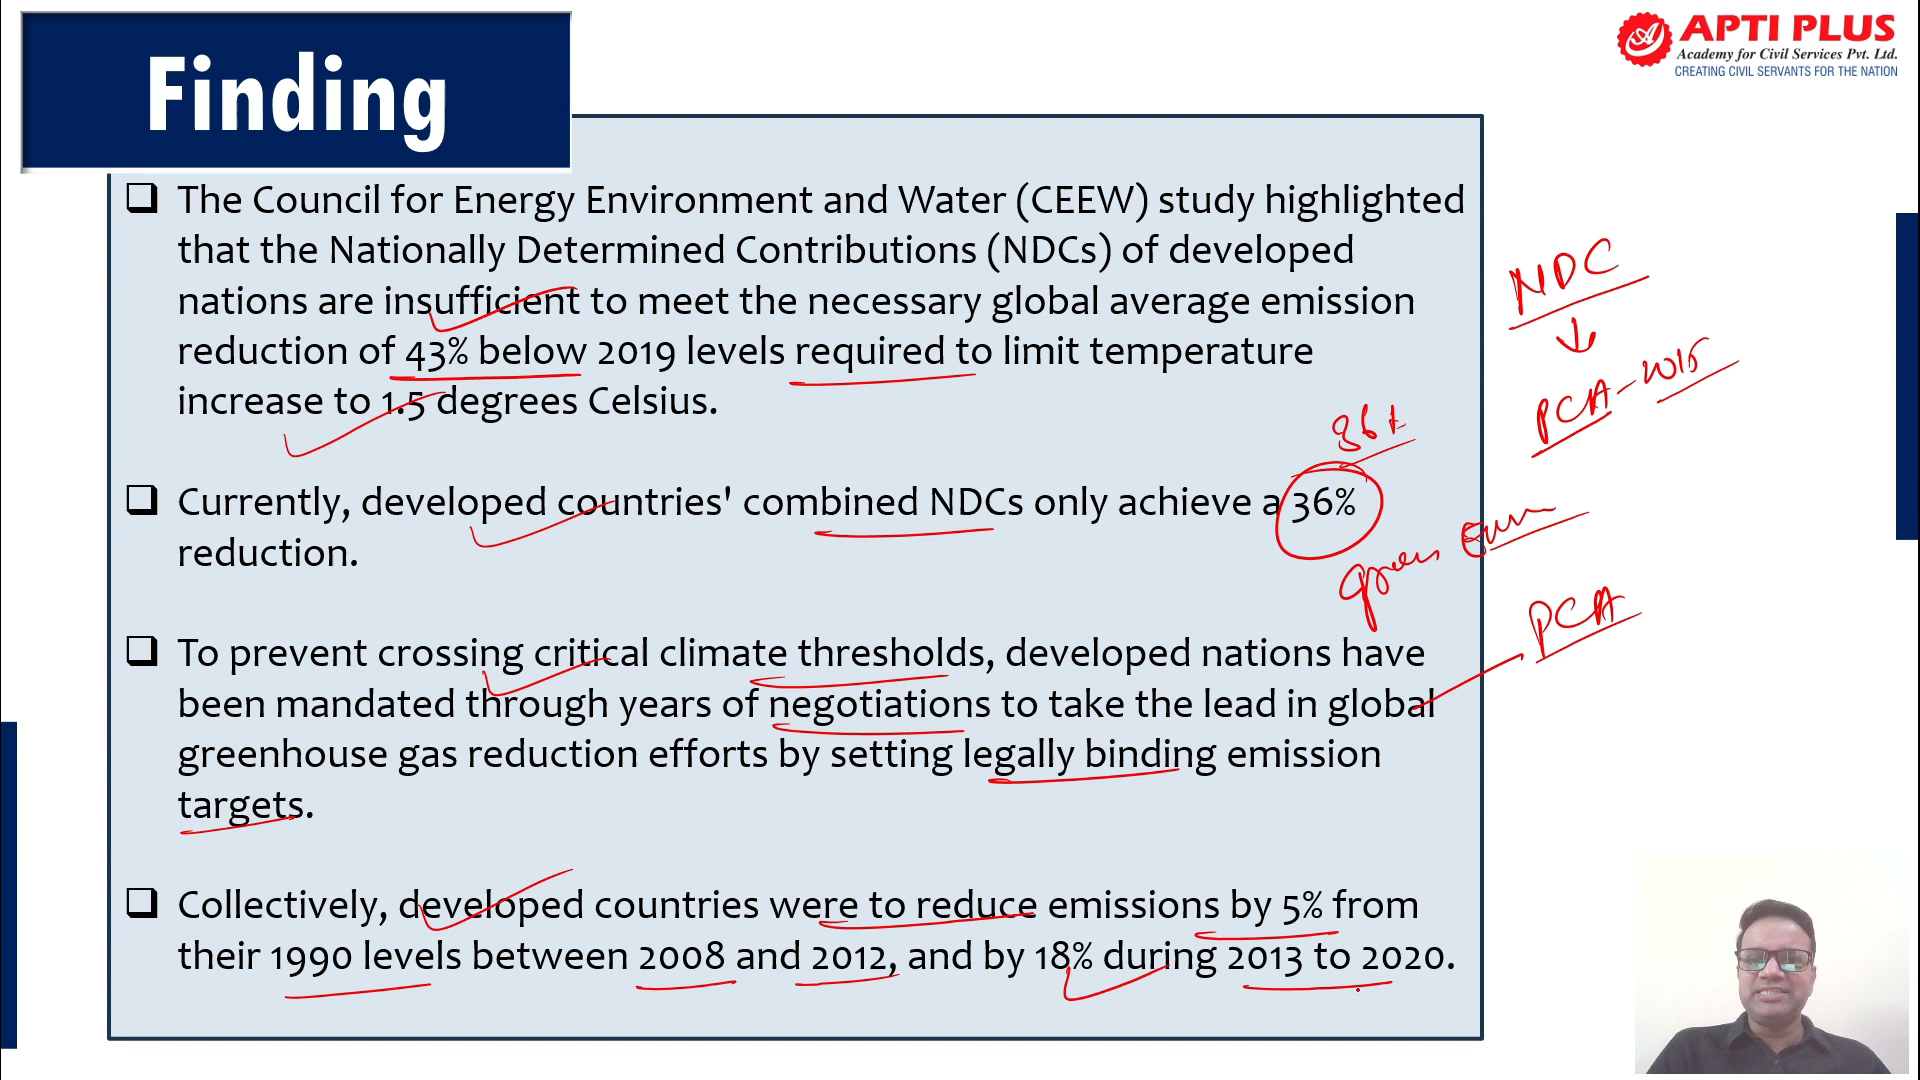 Finding
APTI PLUS
Academy for Civil Services Pvt. Ltd.
CREATING CIVIL SERVANTS FOR THE NATION
The Council for Energy Environment and Water (CEEW) study highlighted
that the Nationally Determined Contributions (NDCs) of developed
nations are insufficient to meet the necessary global average emission
reduction of 43% below 2019 levels required to limit temperature
increase to 1.5 degrees Celsius.
NDC
PCA-2015
36%
Currently, developed countries' combined NDCs only achieve a 36%
reduction.
green
PCA
To prevent crossing critical climate thresholds, developed nations have
been mandated through years of negotiations to take the lead in global
greenhouse gas reduction efforts by setting legally binding emission
targets.
Collectively, developed countries were to reduce emissions by 5% from
their 1990 levels between 2008 and 2012, and by 18% during 2013 to 2020.